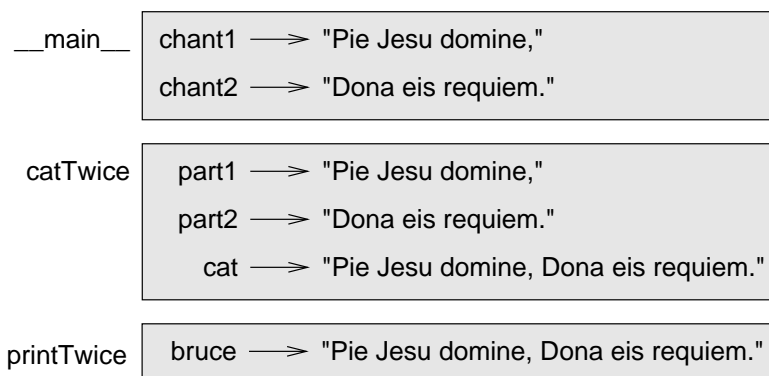 __main__ chant1 "Pie Jesu domine,"
chant2 "Dona eis requiem."
catTwice part1 "Pie Jesu domine,"
part2 "Dona eis requiem."
cat "Pie Jesu domine, Dona eis requiem."
printTwice bruce "Pie Jesu domine, Dona eis requiem."